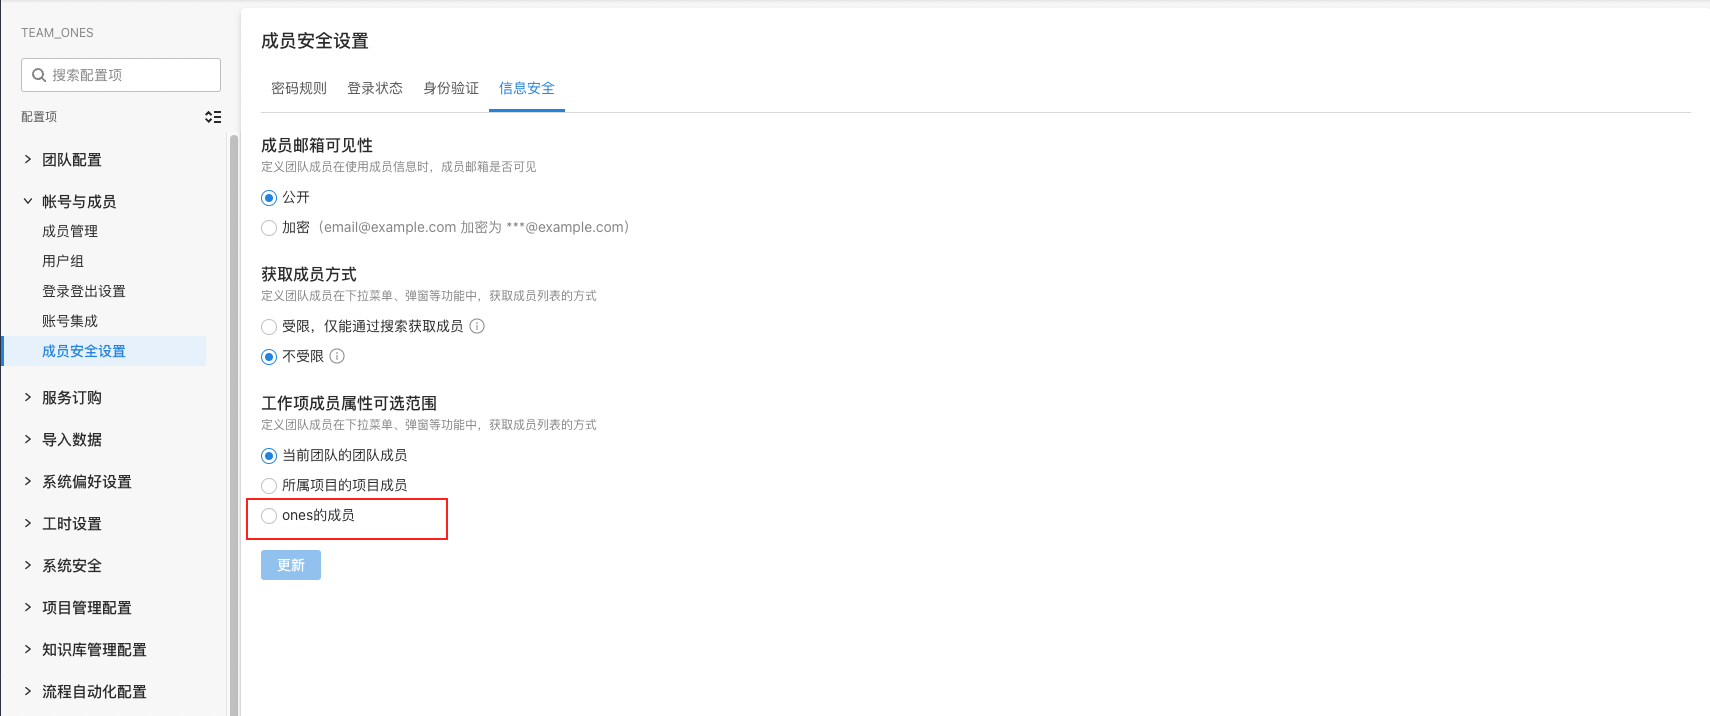 TEAM_ONES
搜索配置项
配置项
团队配置
帐号与成员
成员管理
用户组
登录登出设置
账号集成
成员安全设置
服务订购
导入数据
系统偏好设置
工时设置
系统安全
项目管理配置
知识库管理配置
流程自动化配置
成员安全设置
密码规则 登录状态 身份验证 信息安全
成员邮箱可见性
定义团队成员在使用成员信息时，成员邮箱是否可见
公开
加密（email@example.com 加密为 ***@example.com）
获取成员方式
定义团队成员在下拉菜单、弹窗等功能中，获取成员列表的方式
受限，仅能通过搜索获取成员
不受限
工作项成员属性可选范围
定义团队成员在下拉菜单、弹窗等功能中，获取成员列表的方式
当前团队的团队成员
所属项目的项目成员
ones的成员
更新